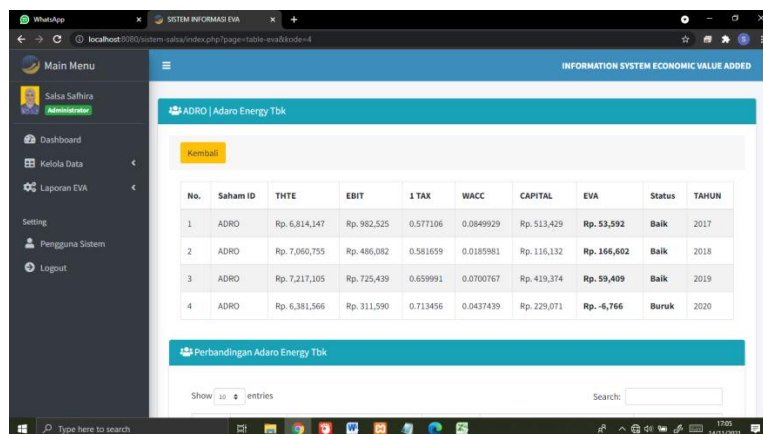 WhatsApp
SISTEM INFORMASI EVA
localhost:8080/sistem-salsa/index.php?page=table-eva&kode=4
Main Menu
INFORMATION SYSTEM ECONOMIC VALUE ADDED
Salsa Safhira
Administrator
ADRO | Adaro Energy Tbk
Dashboard
Kelola Data
Laporan EVA
Setting
Pengguna Sistem
Logout
Kembali
No. Saham ID THTE EBIT 1 TAX WACC CAPITAL EVA Status TAHUN
1 ADRO Rp. 6,814,147 Rp. 982,525 0.577106 0.0849929 Rp. 513,429 Rp. 53,592 Baik 2017
2 ADRO Rp. 7,060,755 Rp. 486,082 0.581659 0.0185981 Rp. 116,132 Rp. 166,602 Baik 2018
3 ADRO Rp. 7,217,105 Rp. 725,439 0.659991 0.0700767 Rp. 419,374 Rp. 59,409 Baik 2019
4 ADRO Rp. 6,381,566 Rp. 311,590 0.713456 0.0437439 Rp. 229,071 Rp. -6,766 Buruk 2020
Perbandingan Adaro Energy Tbk
Show 10 entries
Search:
Type here to search
17:05
14/11/2021